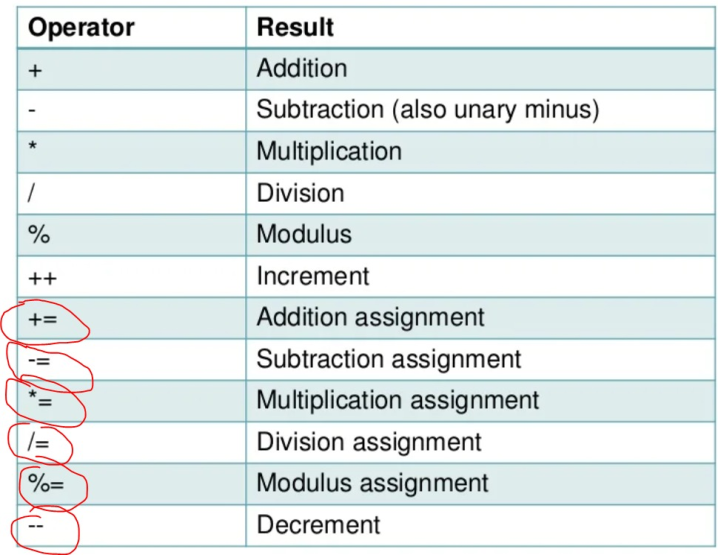 Operator Result
+ Addition
- Subtraction (also unary minus)
* Multiplication
/ Division
% Modulus
++ Increment
+= Addition assignment
-= Subtraction assignment
*= Multiplication assignment
/= Division assignment
%= Modulus assignment
-- Decrement